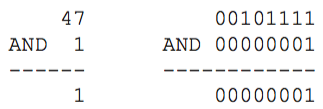 47 00101111
AND 1 AND 00000001
------ ------------
1 00000001